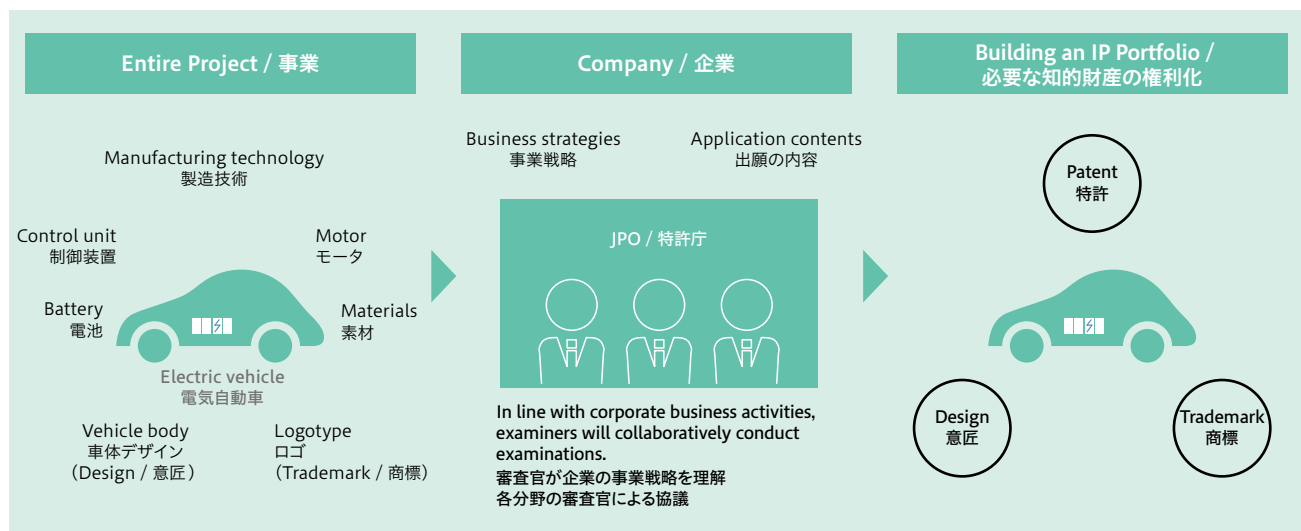 Entire Project / 事業
Manufacturing technology
製造技術
Control unit
制御装置
Motor
モータ
Battery
電池
Materials
素材
Electric vehicle
電気自動車
Vehicle body
車体デザイン
（Design / 意匠）
Logotype
ロゴ
（Trademark / 商標）
Company / 企業
Business strategies
事業戦略
Application contents
出願の内容
JPO / 特許庁
In line with corporate business activities,
examiners will collaboratively conduct
examinations.
審査官が企業の事業戦略を理解
各分野の審査官による協議
Building an IP Portfolio /
必要な知的財産の権利化
Patent
特許
Design
意匠
Trademark
商標